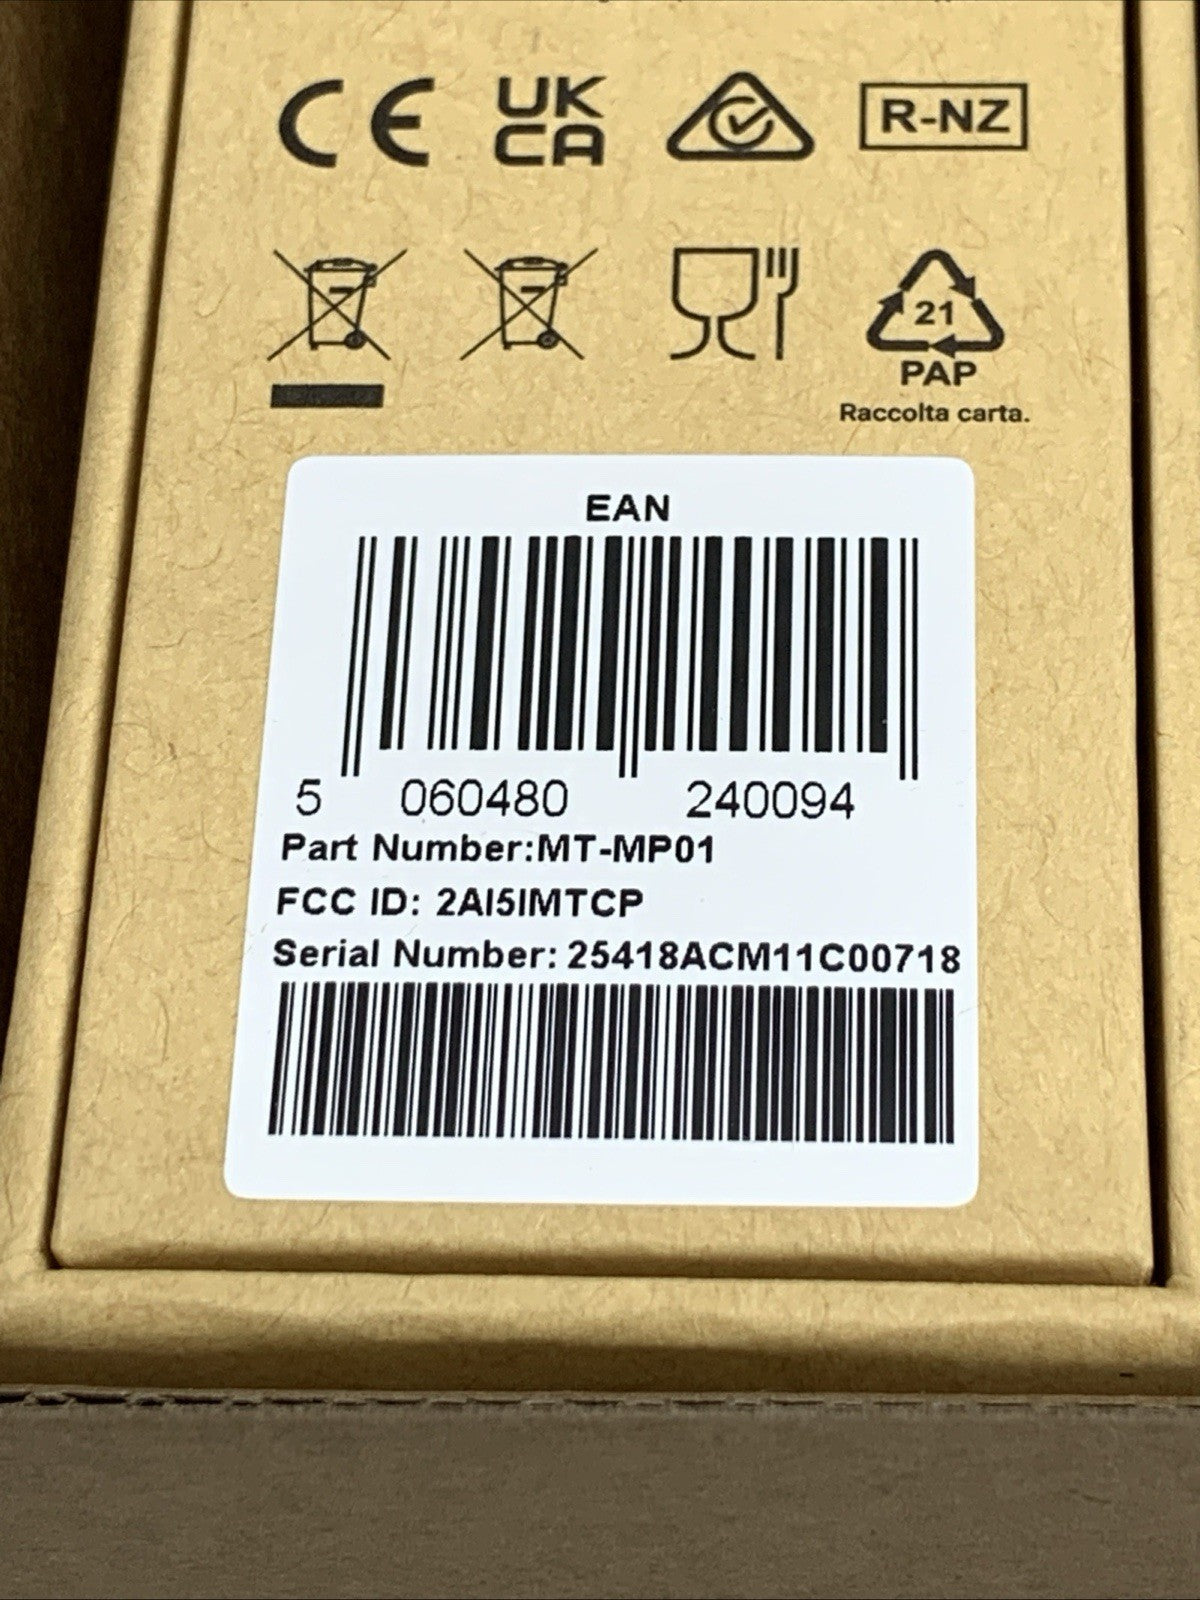 CE UK CA R-NZ
21
PAP
Raccolta carta.
EAN
5 060480 240094
Part Number:MT-MP01
FCC ID: 2AI5IMTCP
Serial Number: 25418ACM11C00718